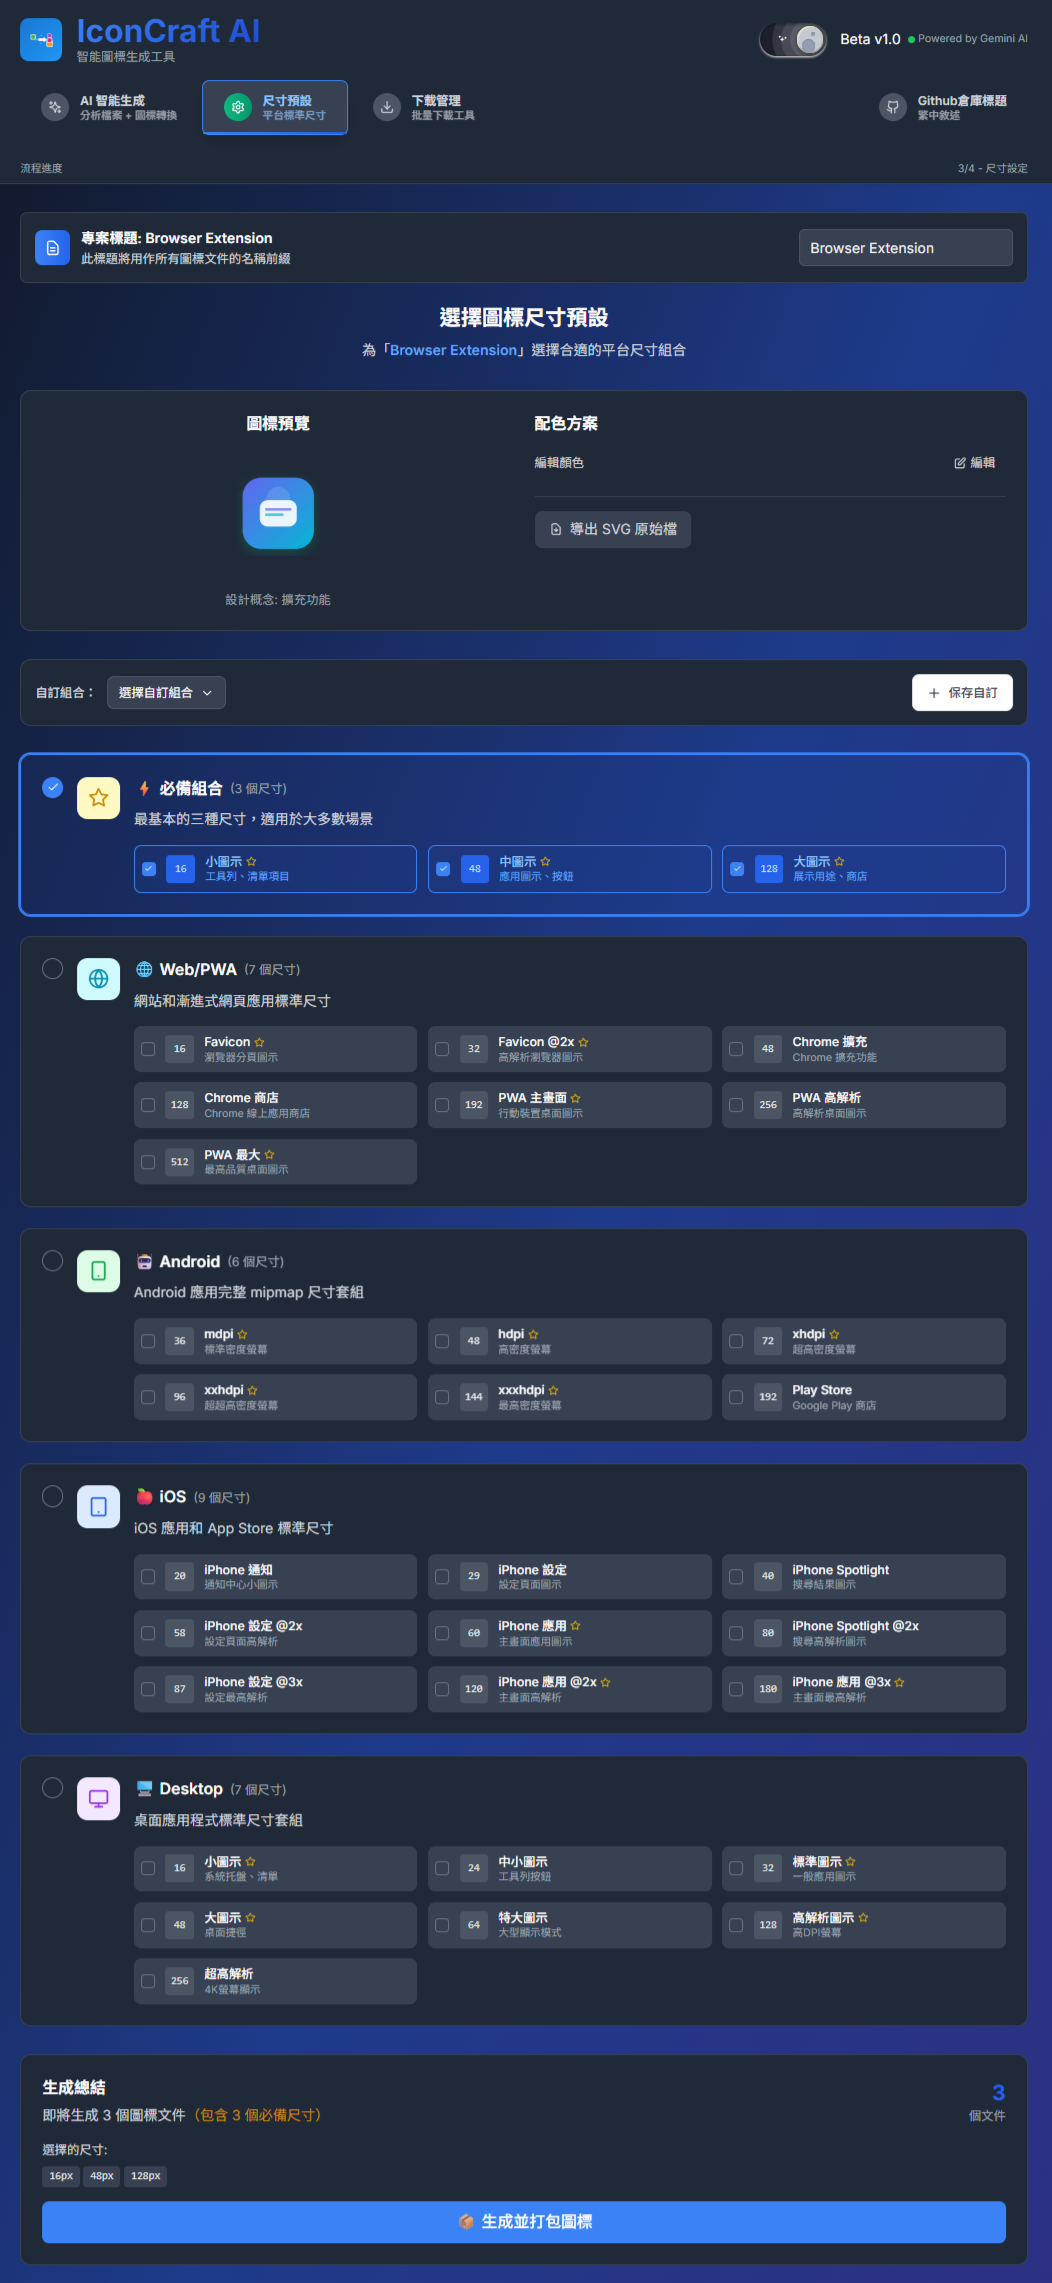 IconCraft AI
智能圖標生成工具
Beta v1.0
Powered by Gemini AI
AI 智能生成
分析檔案 + 圖標轉換
尺寸預設
平台標準尺寸
下載管理
批量下載工具
Github倉庫標題
繁中敘述
流程進度
3/4 - 尺寸設定
專案標題: Browser Extension
此標題將用作所有圖標文件的名稱前綴
Browser Extension
選擇圖標尺寸預設
為「Browser Extension」選擇合適的平台尺寸組合
圖標預覽
設計概念: 擴充功能
配色方案
編輯顏色
編輯
導出 SVG 原始檔
自訂組合：
選擇自訂組合
保存自訂
必備組合 (3 個尺寸)
最基本的三種尺寸，適用於大多數場景
16
小圖示
工具列、清單項目
48
中圖示
應用圖示、按鈕
128
大圖示
展示用途、商店
Web/PWA (7 個尺寸)
網站和漸進式網頁應用標準尺寸
16
Favicon
瀏覽器分頁圖示
32
Favicon @2x
高解析瀏覽器圖示
48
Chrome 擴充
Chrome 擴充功能
128
Chrome 商店
Chrome 線上應用商店
192
PWA 主畫面
行動裝置桌面圖示
256
PWA 高解析
高解析桌面圖示
512
PWA 最大
最高品質桌面圖示
Android (6 個尺寸)
Android 應用完整 mipmap 尺寸套組
36
mdpi
標準密度螢幕
48
hdpi
高密度螢幕
72
xhdpi
超高密度螢幕
96
xxhdpi
超超高密度螢幕
144
xxxhdpi
最高密度螢幕
192
Play Store
Google Play 商店
iOS (9 個尺寸)
iOS 應用和 App Store 標準尺寸
20
iPhone 通知
通知中心小圖示
29
iPhone 設定
設定頁面圖示
40
iPhone Spotlight
搜尋結果圖示
58
iPhone 設定 @2x
設定頁面高解析
60
iPhone 應用
主畫面應用圖示
80
iPhone Spotlight @2x
搜尋高解析圖示
87
iPhone 設定 @3x
設定最高解析
120
iPhone 應用 @2x
主畫面高解析
180
iPhone 應用 @3x
主畫面最高解析
Desktop (7 個尺寸)
桌面應用程式標準尺寸套組
16
小圖示
系統托盤、清單
24
中小圖示
工具列按鈕
32
標準圖示
一般應用圖示
48
大圖示
桌面捷徑
64
特大圖示
大型顯示模式
128
高解析圖示
高DPI螢幕
256
超高解析
4K螢幕顯示
生成總結
即將生成 3 個圖標文件（包含 3 個必備尺寸）
3
個文件
選擇的尺寸:
16px
48px
128px
生成並打包圖標